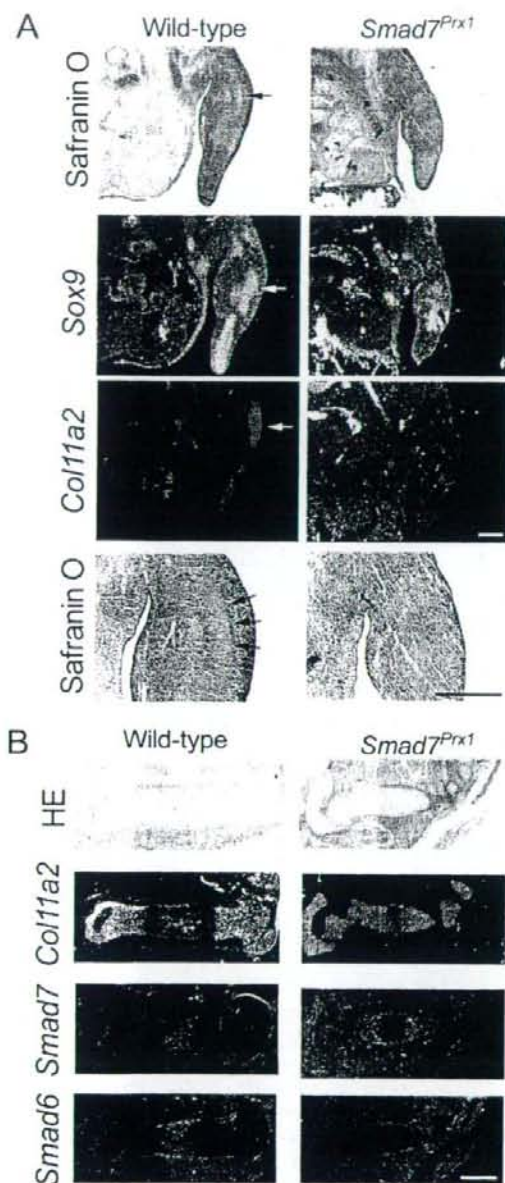 A
Wild-type Smad7Prx1
Safranin O
Sox9
Col11a2
Safranin O
B
Wild-type Smad7Prx1
HE
Col11a2
Smad7
Smad6